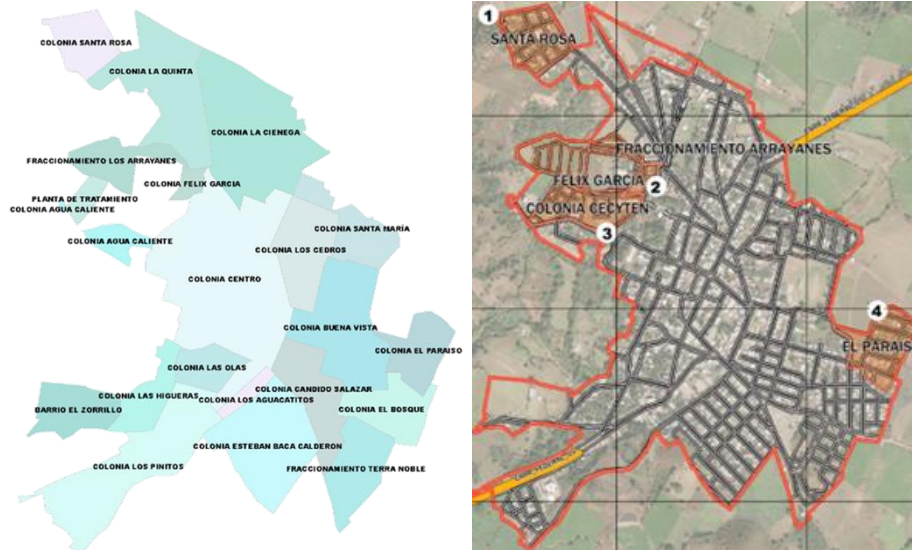 COLONIA SANTA ROSA
COLONIA LA QUINTA
COLONIA LA CIENEGA
FRACCIONAMIENTO LOS ARRAYANES
COLONIA FELIX GARCIA
PLANTA DE TRATAMIENTO
COLONIA AGUA CALIENTE
COLONIA SANTA MARÍA
COLONIA AGUA CALIENTE
COLONIA LOS CEDROS
COLONIA CENTRO
COLONIA BUENA VISTA
COLONIA EL PARAISO
COLONIA LAS OLAS
COLONIA CANDIDO SALAZAR
COLONIA LAS HIGUERAS
COLONIA LOS AGUACATITOS
BARRIO EL ZORRILLO
COLONIA EL BOSQUE
COLONIA ESTEBAN BACA CALDERON
COLONIA LOS PINITOS
FRACCIONAMIENTO TERRA NOBLE
1
SANTA ROSA
FRACCIONAMIENTO ARRAYANES
FELIX GARCIA
2
COLONIA CECYTEN
3
4
EL PARAIS